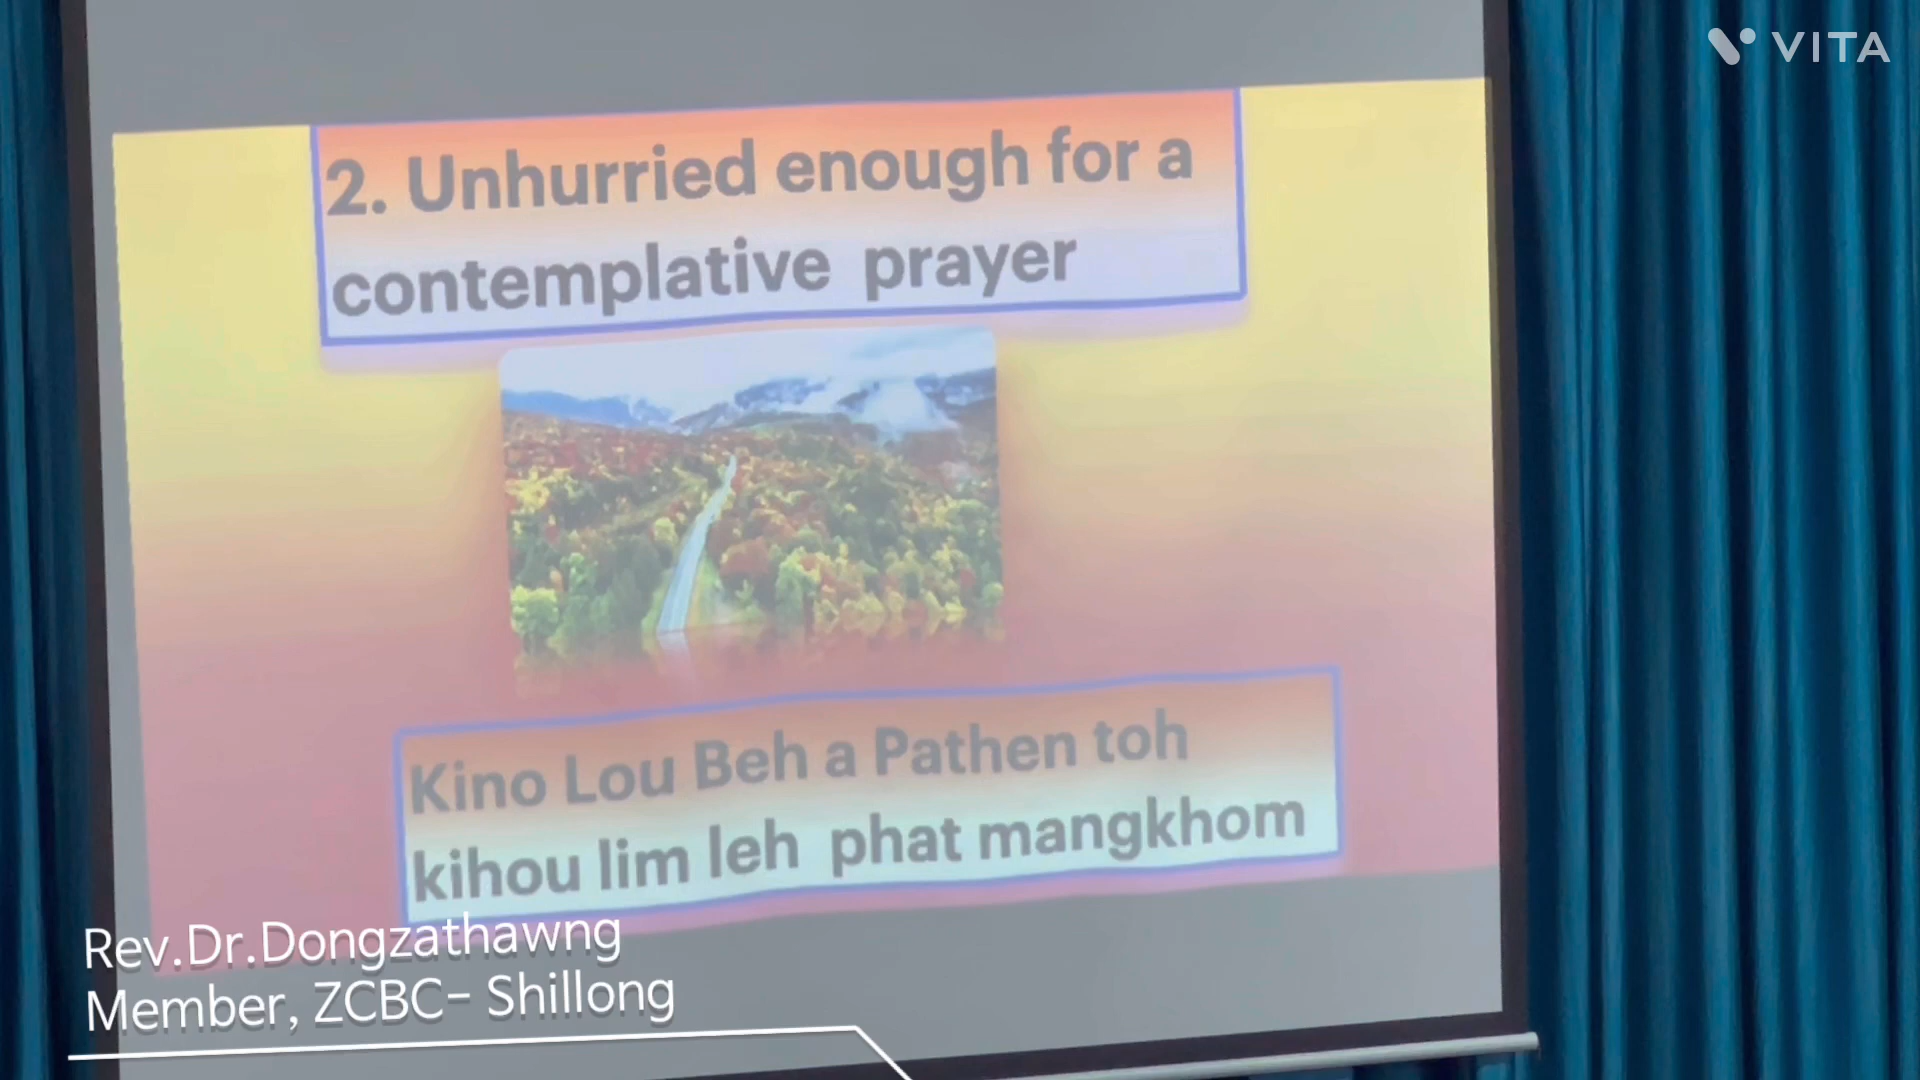 VITA
2. Unhurried enough for a
contemplative prayer
Kino Lou Beh a Pathen toh
kihou lim leh phat mangkhom
Rev.Dr.Dongzathawng
Member, ZCBC- Shillong